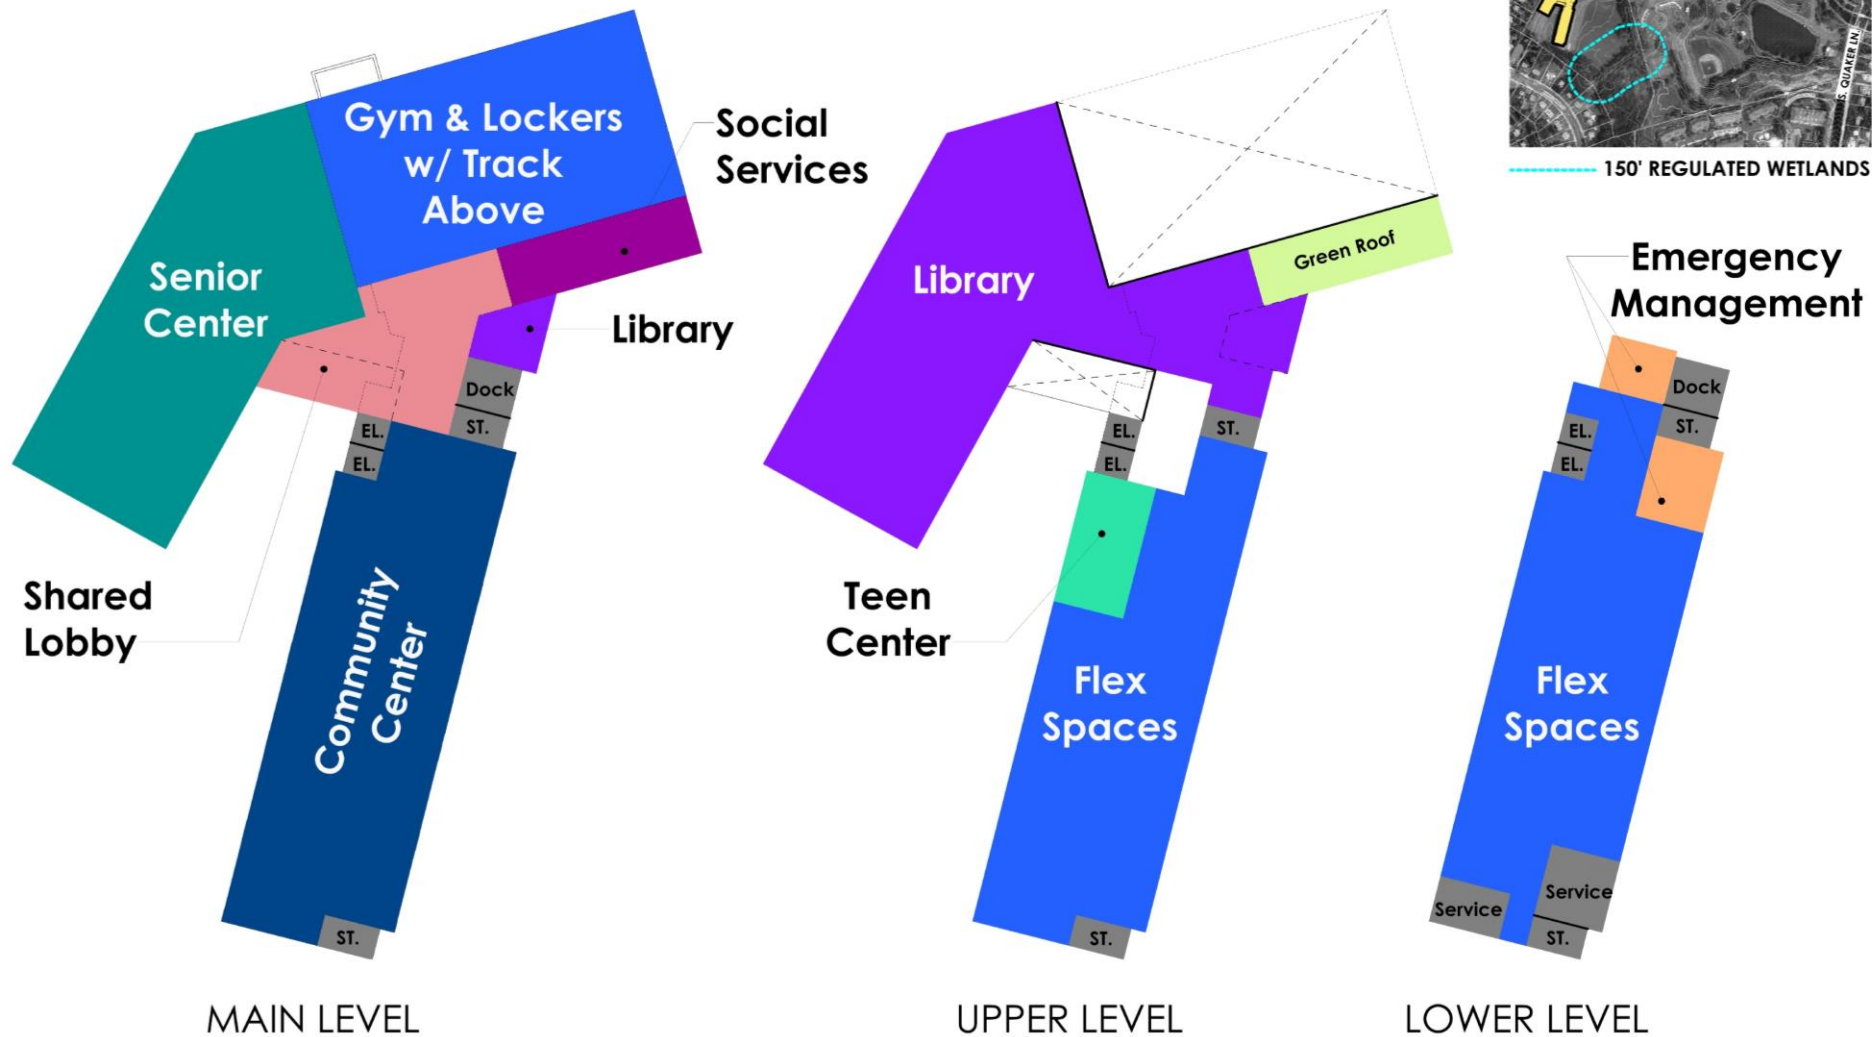 Gym & Lockers
w/ Track
Above
Social
Services
Senior
Center
Library
Dock
ST.
EL.
EL.
Shared
Lobby
Community
Center
ST.
MAIN LEVEL
Library
Green Roof
EL.
EL.
ST.
Teen
Center
Flex
Spaces
ST.
UPPER LEVEL
S. QUAKER LN.
150' REGULATED WETLANDS
Emergency
Management
Dock
ST.
EL.
EL.
Flex
Spaces
Service
Service
ST.
LOWER LEVEL